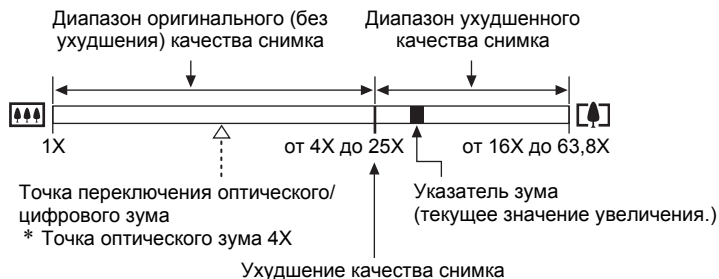 Диапазон оригинального (без
ухудшения) качества снимка
Диапазон ухудшенного
качества снимка
1X
от 4X до 25X
от 16X до 63,8X
Точка переключения оптического/
цифрового зума
* Точка оптического зума 4X
Указатель зума
(текущее значение увеличения.)
Ухудшение качества снимка